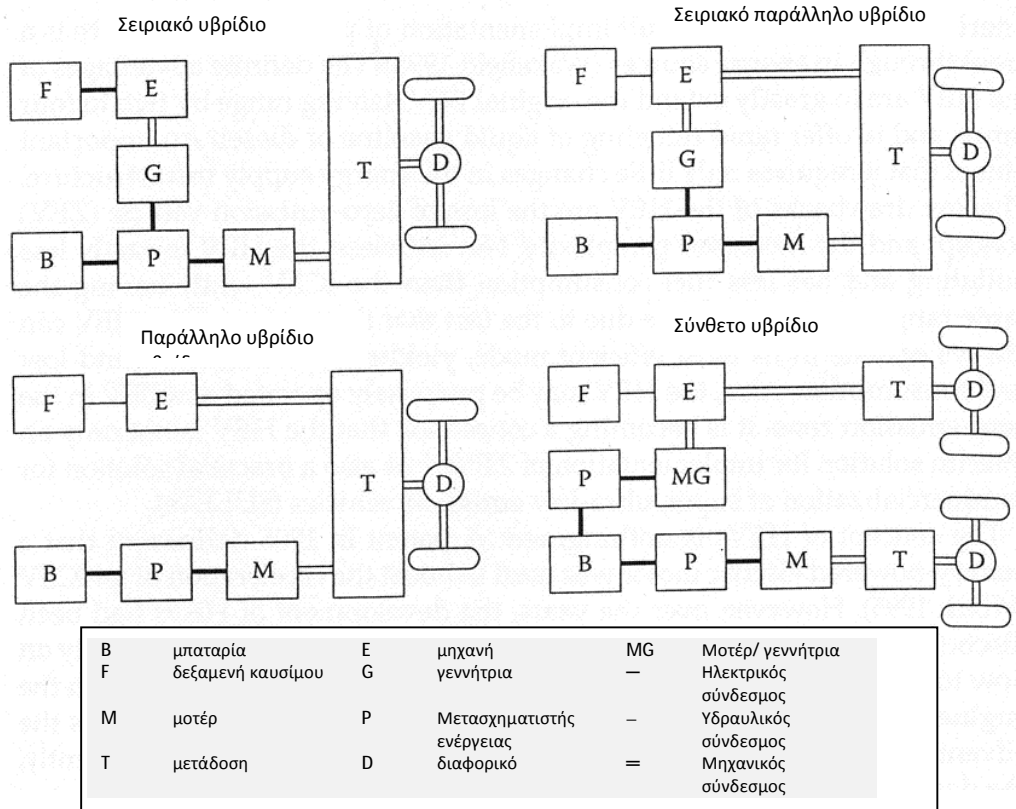 Σειριακό υβρίδιο
F E
G
T
D
B P M
Σειριακό παράλληλο υβρίδιο
F E
G
T
D
B P M
Παράλληλο υβρίδιο
F E
T
D
B P M
Σύνθετο υβρίδιο
F E T D
P MG
B P M T D
B μπαταρία E μηχανή MG Μοτέρ/ γεννήτρια
F δεξαμενή καυσίμου G γεννήτρια — Ηλεκτρικός
σύνδεσμος
M μοτέρ P Μετασχηματιστής – Υδραυλικός
ενέργειας σύνδεσμος
T μετάδοση D διαφορικό = Μηχανικός
σύνδεσμος